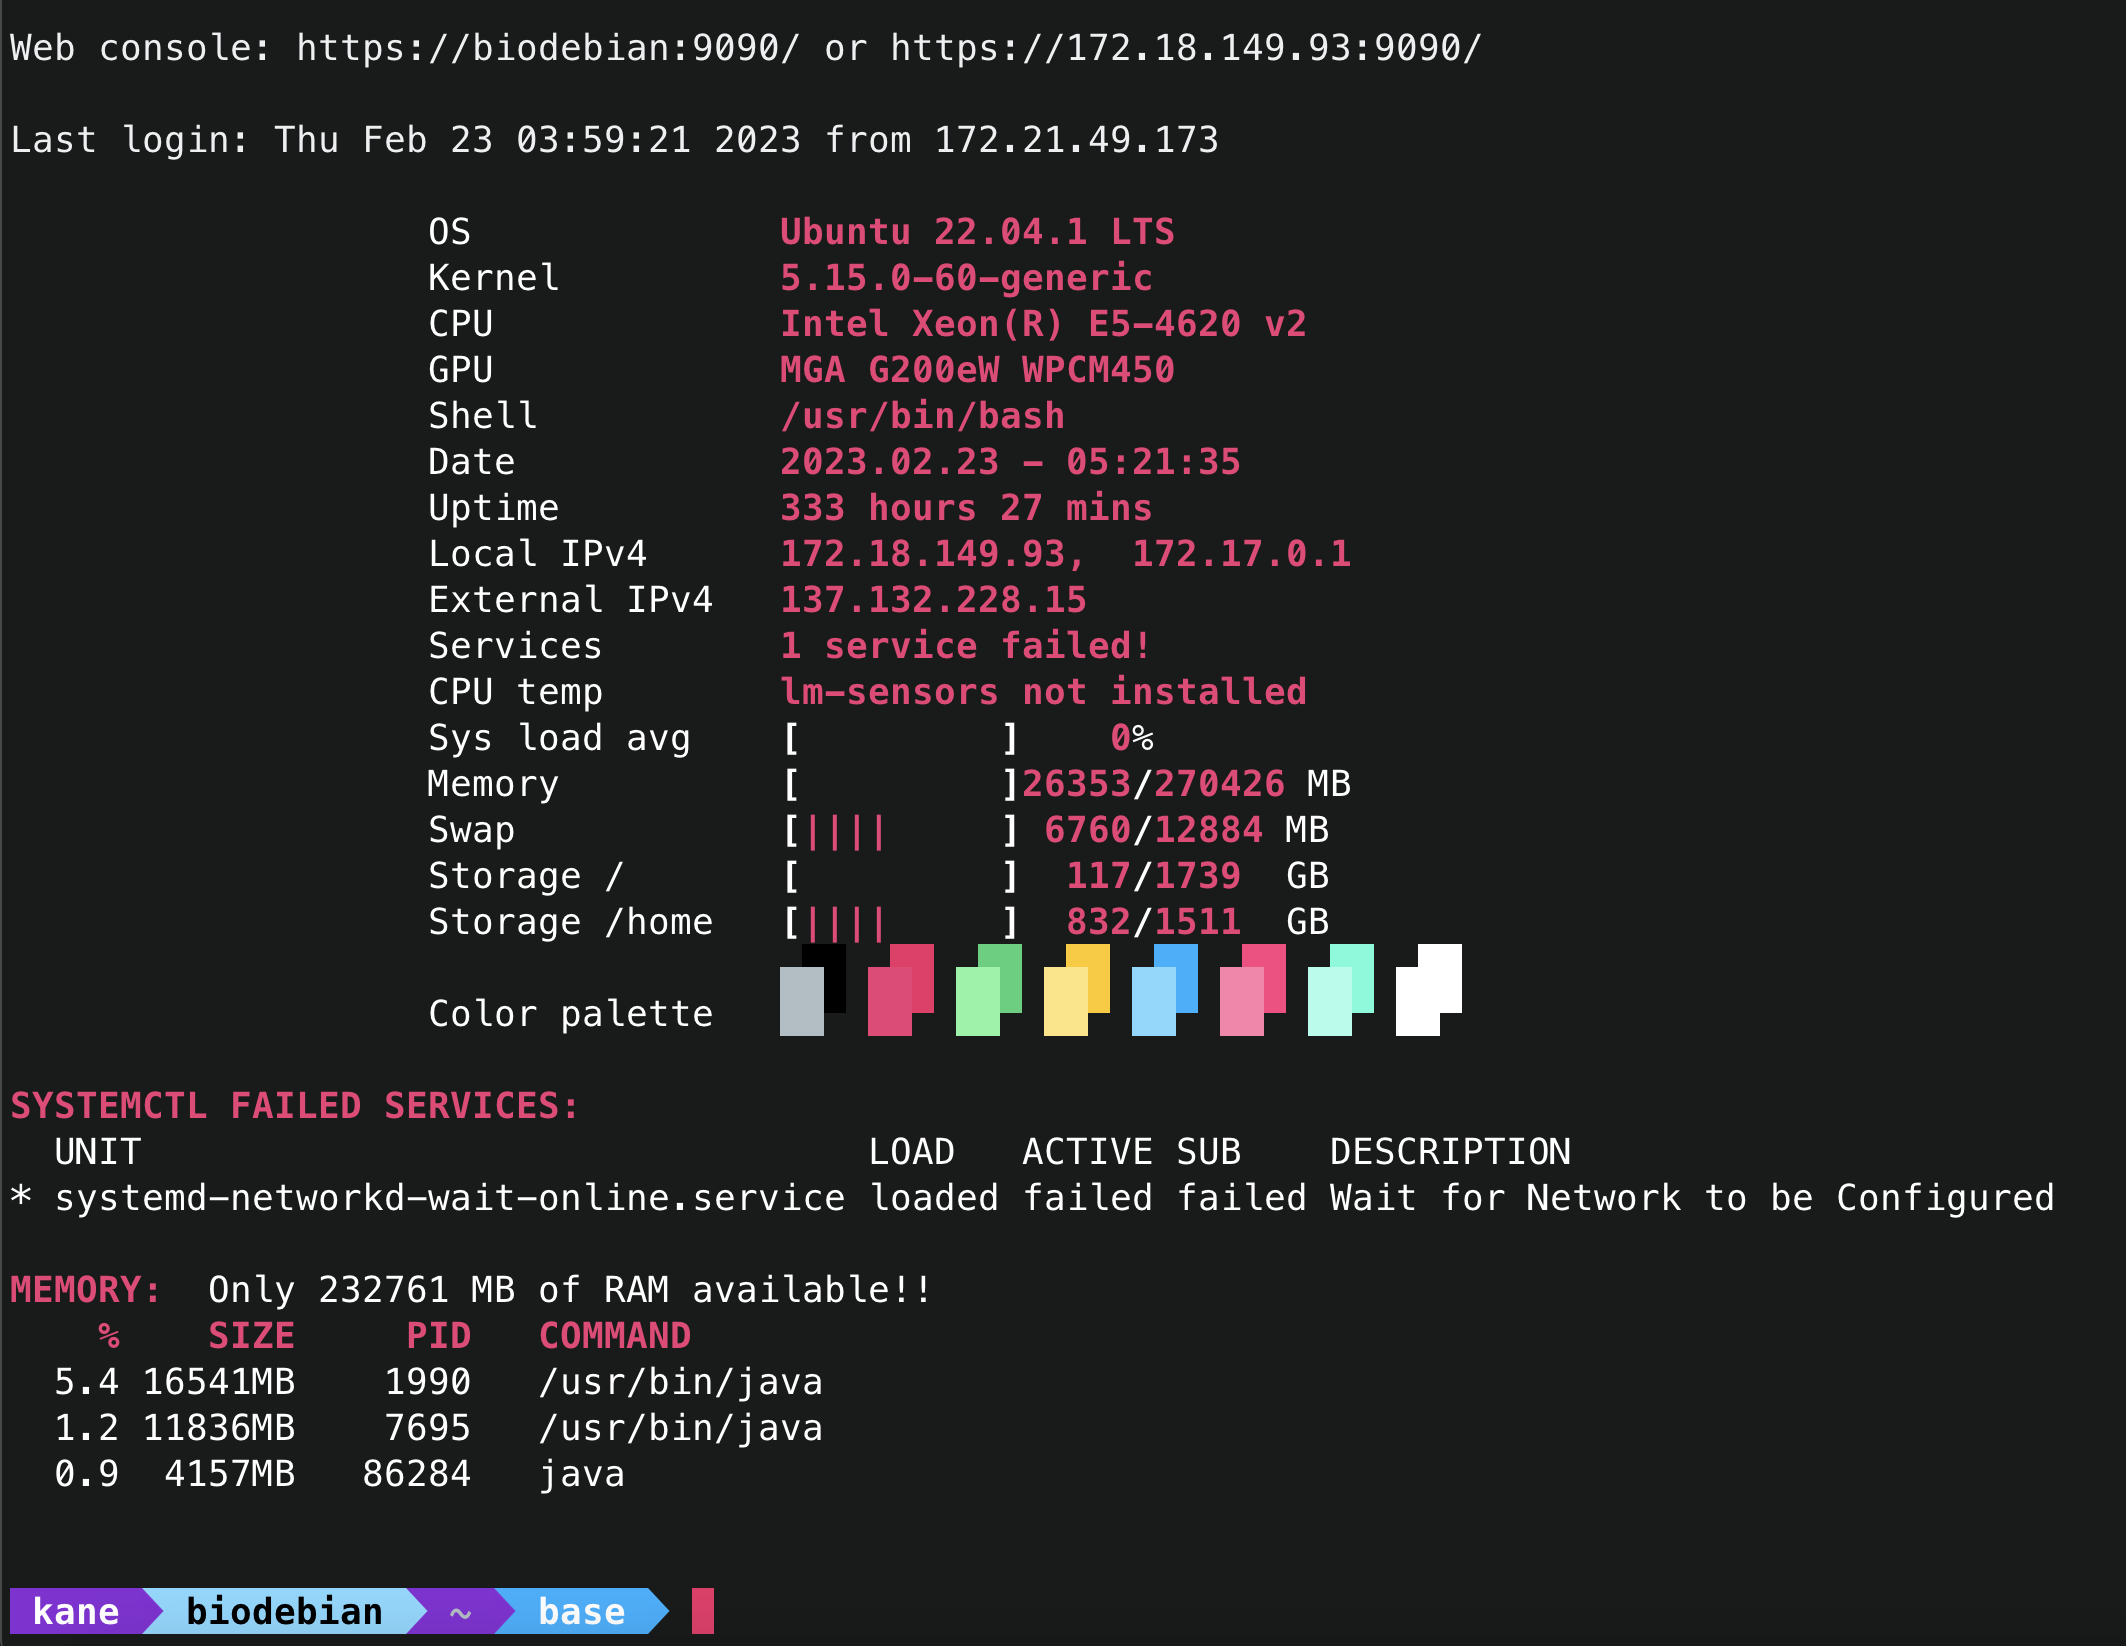 Web console: https://biodebian:9090/ or https://172.18.149.93:9090/
Last login: Thu Feb 23 03:59:21 2023 from 172.21.49.173
OS Ubuntu 22.04.1 LTS
Kernel 5.15.0-60-generic
CPU Intel Xeon(R) E5-4620 v2
GPU MGA G200eW WPCM450
Shell /usr/bin/bash
Date 2023.02.23 - 05:21:35
Uptime 333 hours 27 mins
Local IPv4 172.18.149.93, 172.17.0.1
External IPv4 137.132.228.15
Services 1 service failed!
CPU temp lm-sensors not installed
Sys load avg [ ] 0%
Memory [ ]26353/270426 MB
Swap [|||| ] 6760/12884 MB
Storage / [ ] 117/1739 GB
Storage /home [|||| ] 832/1511 GB
Color palette
SYSTEMCTL FAILED SERVICES:
UNIT LOAD ACTIVE SUB DESCRIPTION
* systemd-networkd-wait-online.service loaded failed failed Wait for Network to be Configured
MEMORY: Only 232761 MB of RAM available!!
% SIZE PID COMMAND
5.4 16541MB 1990 /usr/bin/java
1.2 11836MB 7695 /usr/bin/java
0.9 4157MB 86284 java
kane biodebian ~ base